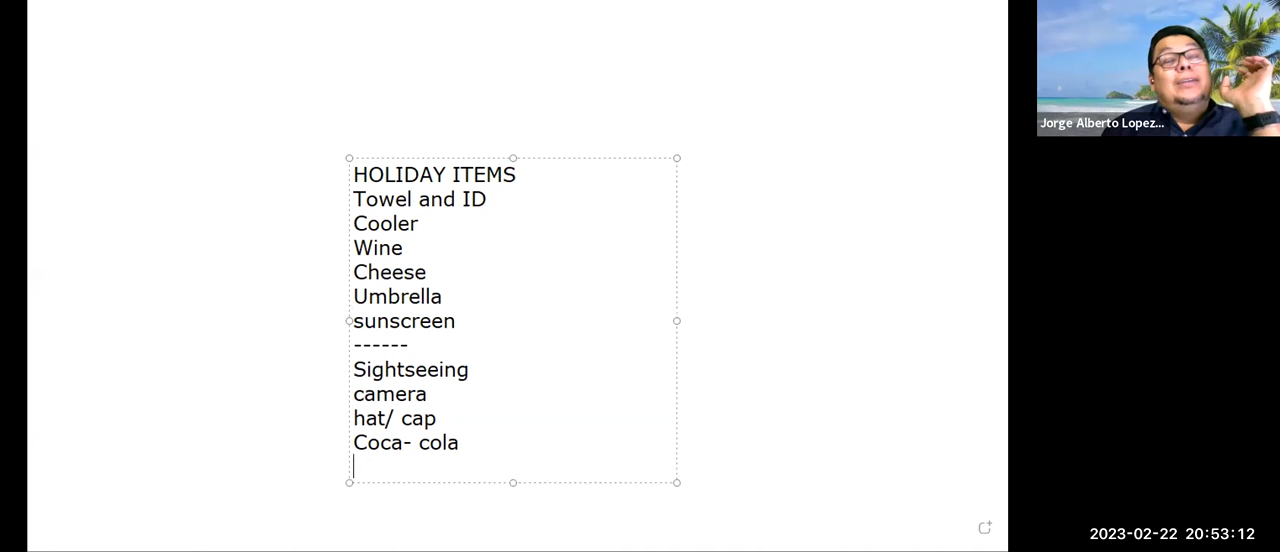 HOLIDAY ITEMS
Towel and ID
Cooler
Wine
Cheese
Umbrella
sunscreen
------
Sightseeing
camera
hat/ cap
Coca- cola
Jorge Alberto Lopez...
2023-02-22 20:53:12